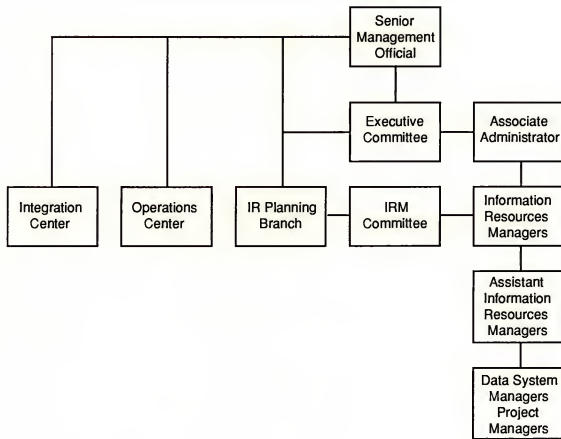 Senior
Management
Official
Executive
Committee
Associate
Administrator
Integration
Center
Operations
Center
IR Planning
Branch
IRM
Committee
Information
Resources
Managers
Assistant
Information
Resources
Managers
Data System
Managers
Project
Managers